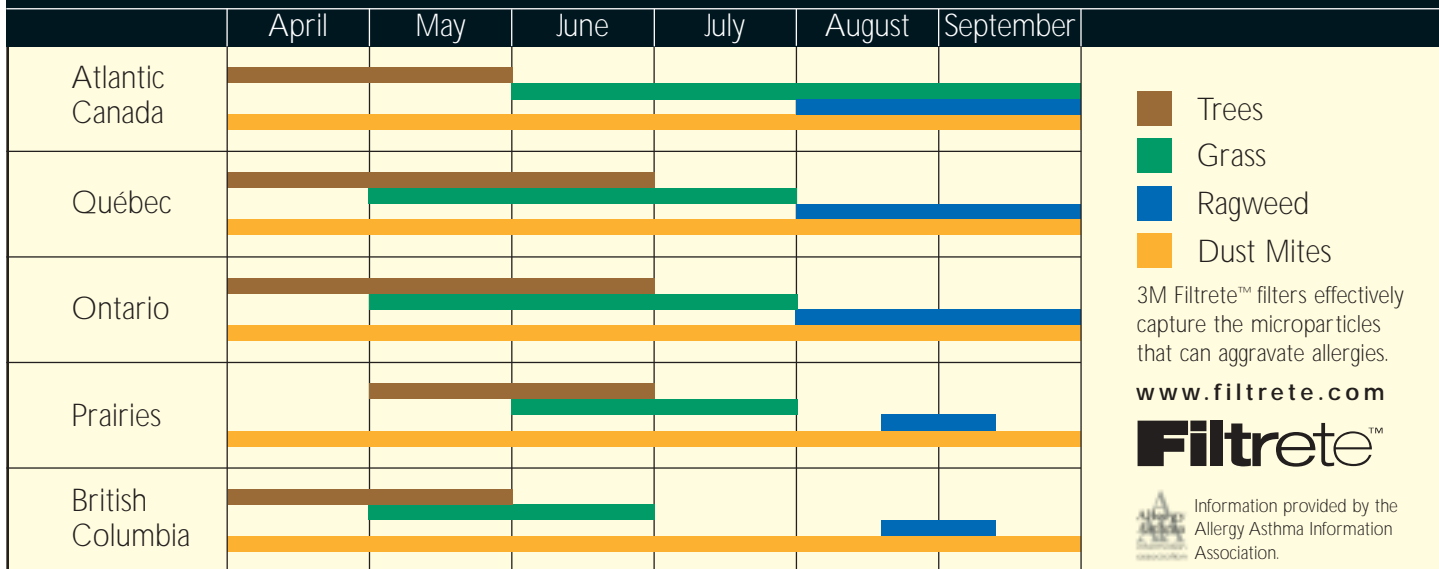 April May June July August September
Atlantic
Canada
Québec
Ontario
Prairies
British
Columbia
Trees
Grass
Ragweed
Dust Mites
3M Filtrete™ filters effectively
capture the microparticles
that can aggravate allergies.
www.filtrete.com
Filtrete™
Information provided by the
Allergy Asthma Information
Association.